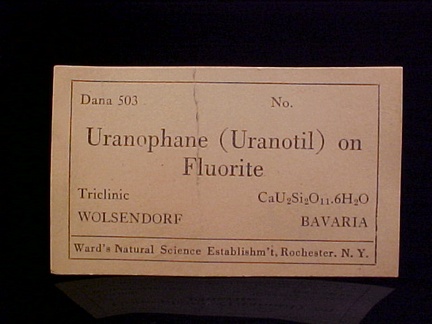 Dana 503 No.
Uranophane (Uranotil) on
Fluorite
Triclinic CaU₂Si₂O₁₁.6H₂O
WOLSENDORF BAVARIA
Ward's Natural Science Establishm't, Rochester. N. Y.